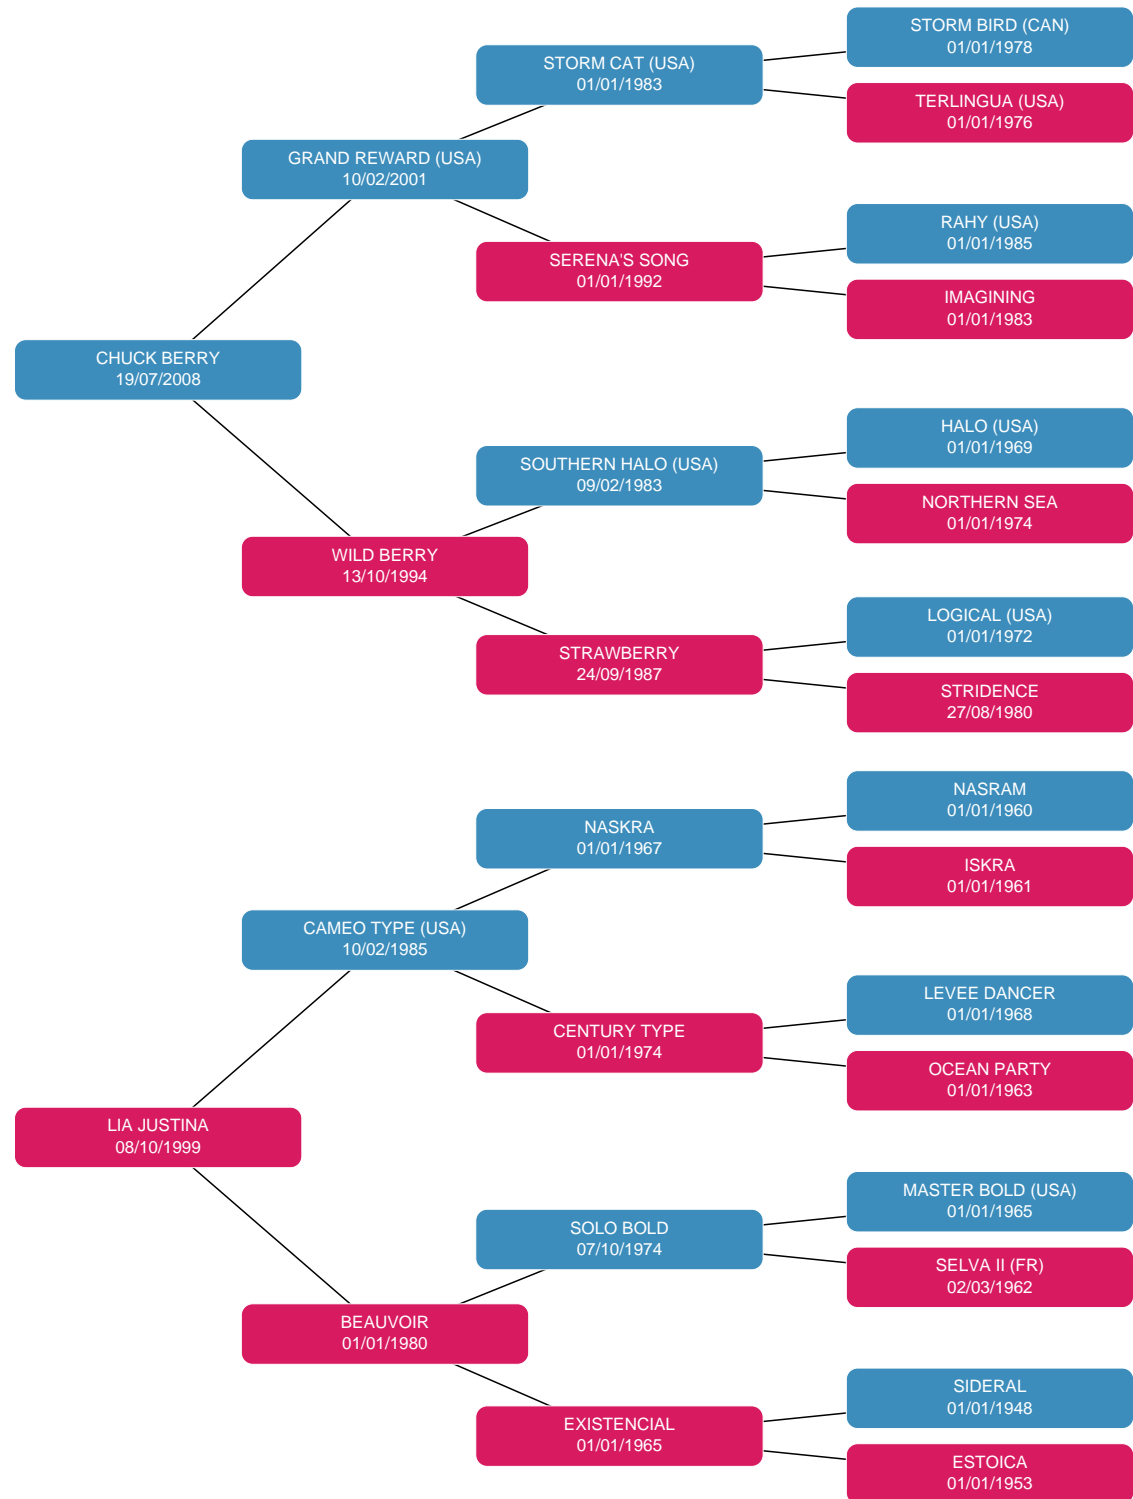 STORM BIRD (CAN)
01/01/1978
STORM CAT (USA)
01/01/1983
TERLINGUA (USA)
01/01/1976
GRAND REWARD (USA)
10/02/2001
RAHY (USA)
01/01/1985
SERENA'S SONG
01/01/1992
IMAGINING
01/01/1983
CHUCK BERRY
19/07/2008
HALO (USA)
01/01/1969
SOUTHERN HALO (USA)
09/02/1983
NORTHERN SEA
01/01/1974
WILD BERRY
13/10/1994
LOGICAL (USA)
01/01/1972
STRAWBERRY
24/09/1987
STRIDENCE
27/08/1980
NASRAM
01/01/1960
NASKRA
01/01/1967
ISKRA
01/01/1961
CAMEO TYPE (USA)
10/02/1985
LEVEE DANCER
01/01/1968
CENTURY TYPE
01/01/1974
OCEAN PARTY
01/01/1963
LIA JUSTINA
08/10/1999
MASTER BOLD (USA)
01/01/1965
SOLO BOLD
07/10/1974
SELVA II (FR)
02/03/1962
BEAUVOIR
01/01/1980
SIDERAL
01/01/1948
EXISTENCIAL
01/01/1965
ESTOICA
01/01/1953